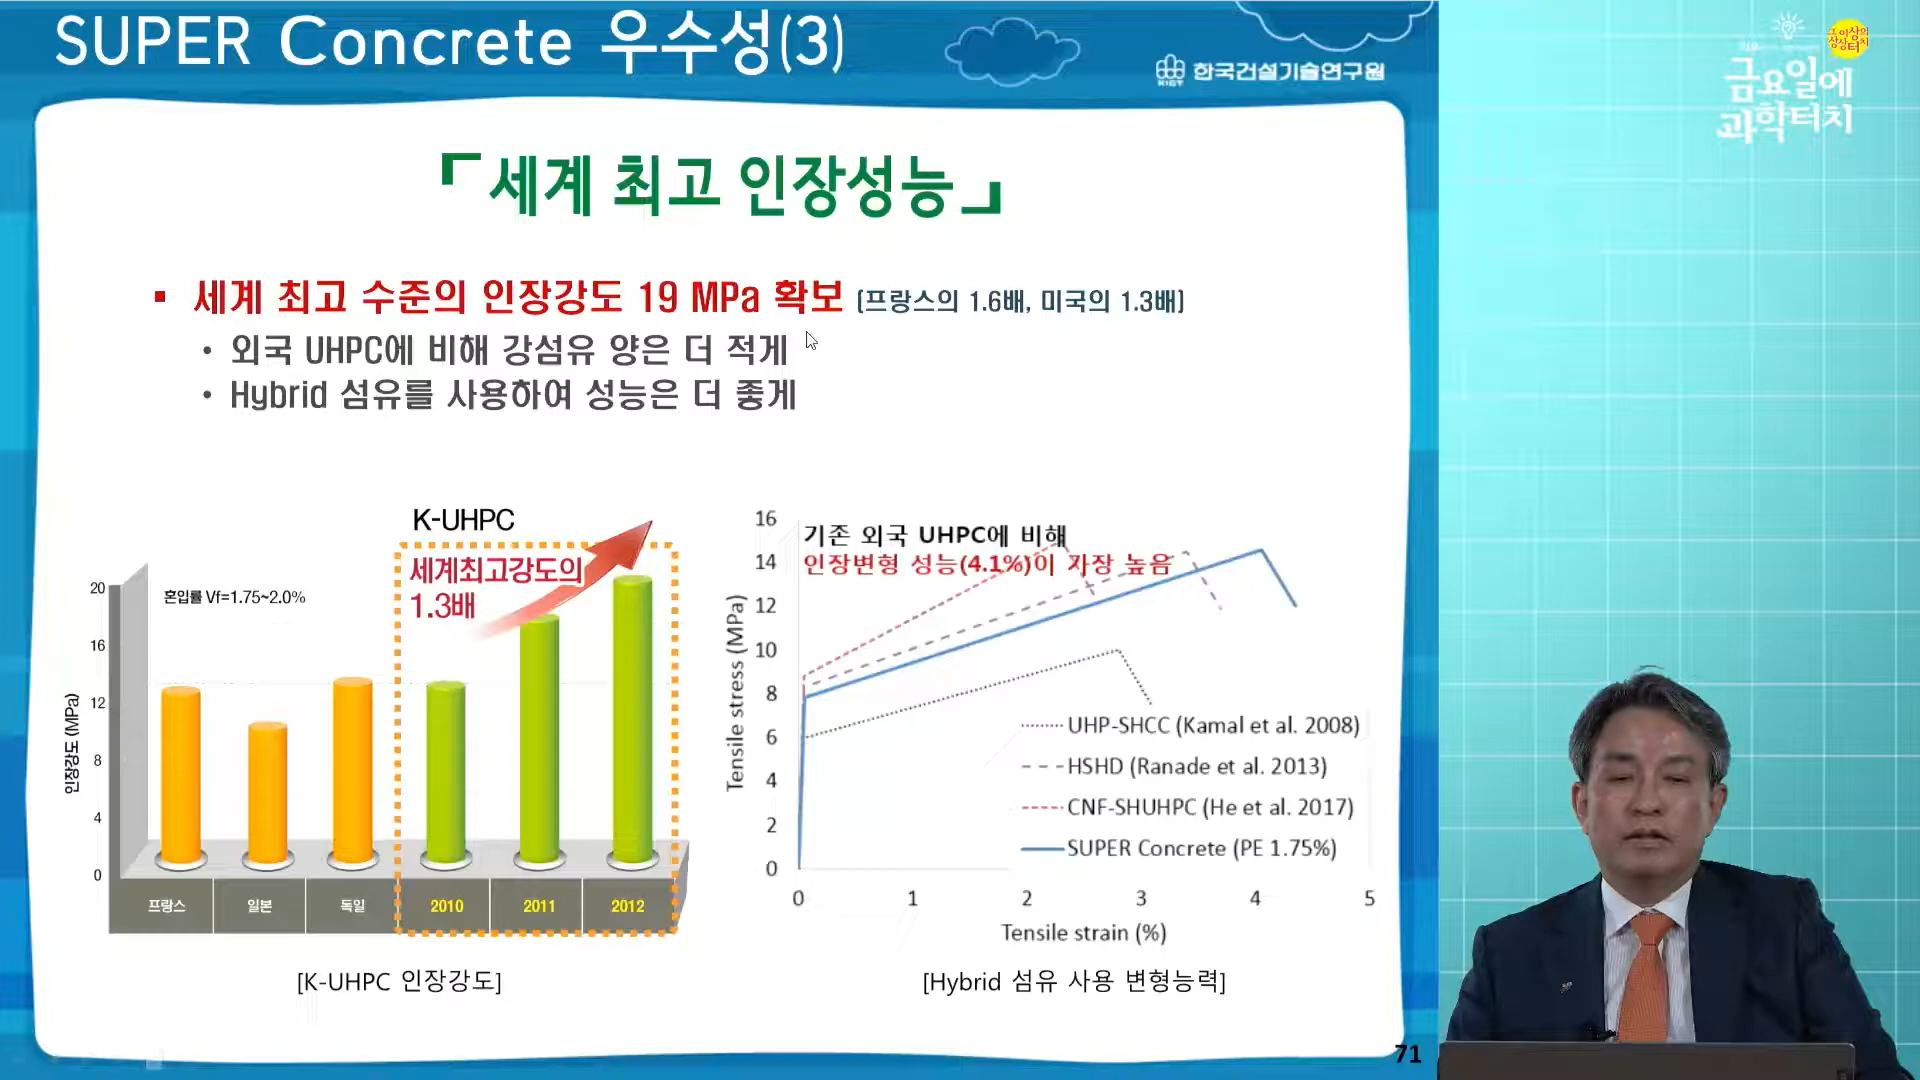 SUPER Concrete 우수성(3)
한국건설기술연구원
KICT
금요일에
과학터치
「세계 최고 인장성능」
▪ 세계 최고 수준의 인장강도 19 MPa 확보 (프랑스의 1.6배, 미국의 1.3배)
• 외국 UHPC에 비해 강섬유 양은 더 적게
• Hybrid 섬유를 사용하여 성능은 더 좋게
K-UHPC
세계최고강도의
1.3배
혼입률 Vf=1.75~2.0%
인장강도 (MPa)
20
16
12
8
4
0
프랑스
일본
독일
2010
2011
2012
[K-UHPC 인장강도]
기존 외국 UHPC에 비해
인장변형 성능(4.1%)이 가장 높음
Tensile stress (MPa)
16
14
12
10
8
6
4
2
0
UHP-SHCC (Kamal et al. 2008)
HSHD (Ranade et al. 2013)
CNF-SHUHPC (He et al. 2017)
SUPER Concrete (PE 1.75%)
0 1 2 3 4 5
Tensile strain (%)
[Hybrid 섬유 사용 변형능력]
71